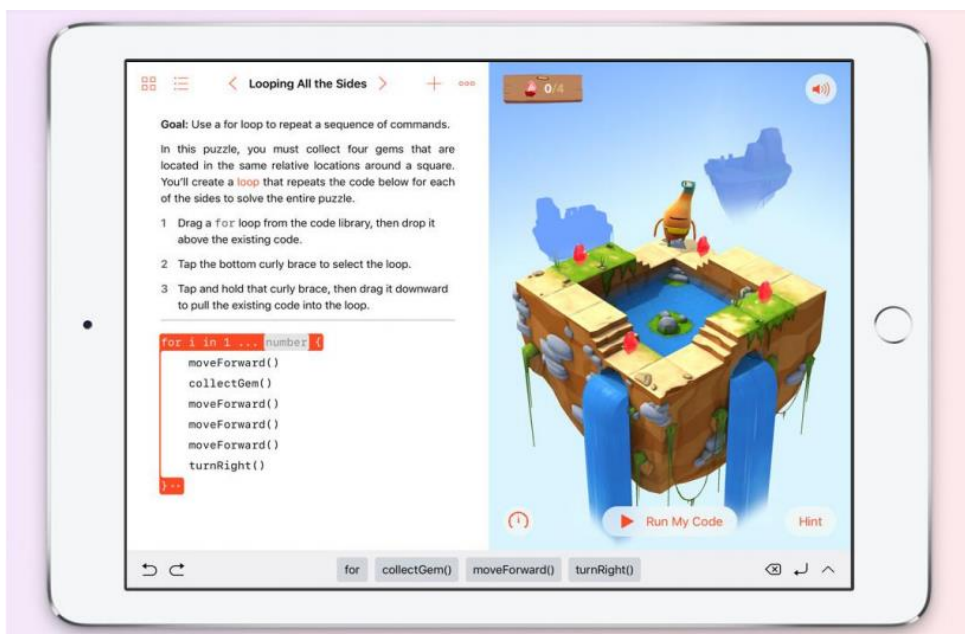 Looping All the Sides
Goal: Use a for loop to repeat a sequence of commands.
In this puzzle, you must collect four gems that are
located in the same relative locations around a square.
You'll create a loop that repeats the code below for each
of the sides to solve the entire puzzle.
1 Drag a for loop from the code library, then drop it
above the existing code.
2 Tap the bottom curly brace to select the loop.
3 Tap and hold that curly brace, then drag it downward
to pull the existing code into the loop.
for i in 1 ... number {
moveForward()
collectGem()
moveForward()
moveForward()
moveForward()
turnRight()
}
0/4
Run My Code
Hint
for collectGem() moveForward() turnRight()